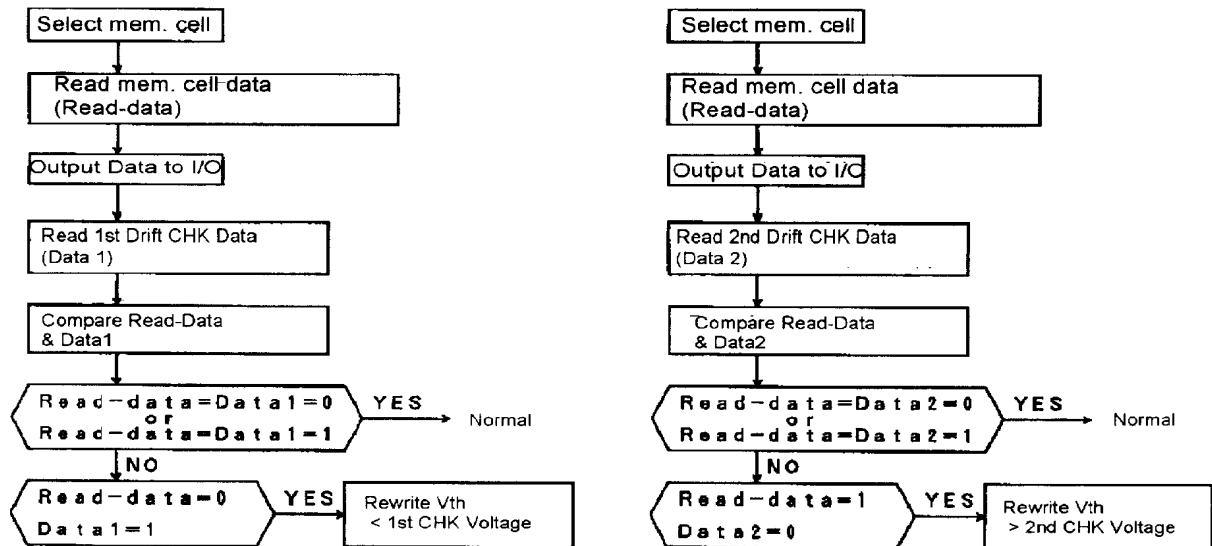 Select mem. cell
Read mem. cell data
(Read-data)
Output Data to I/O
Read 1st Drift CHK Data
(Data 1)
Compare Read-Data
& Data1
Read-data=Data1=0
or
Read-data=Data1=1
YES
Normal
NO
Read-data=0
Data1=1
YES
Rewrite Vth
< 1st CHK Voltage
Select mem. cell
Read mem. cell data
(Read-data)
Output Data to I/O
Read 2nd Drift CHK Data
(Data 2)
Compare Read-Data
& Data2
Read-data=Data2=0
or
Read-data=Data2=1
YES
Normal
NO
Read-data=1
Data2=0
YES
Rewrite Vth
> 2nd CHK Voltage